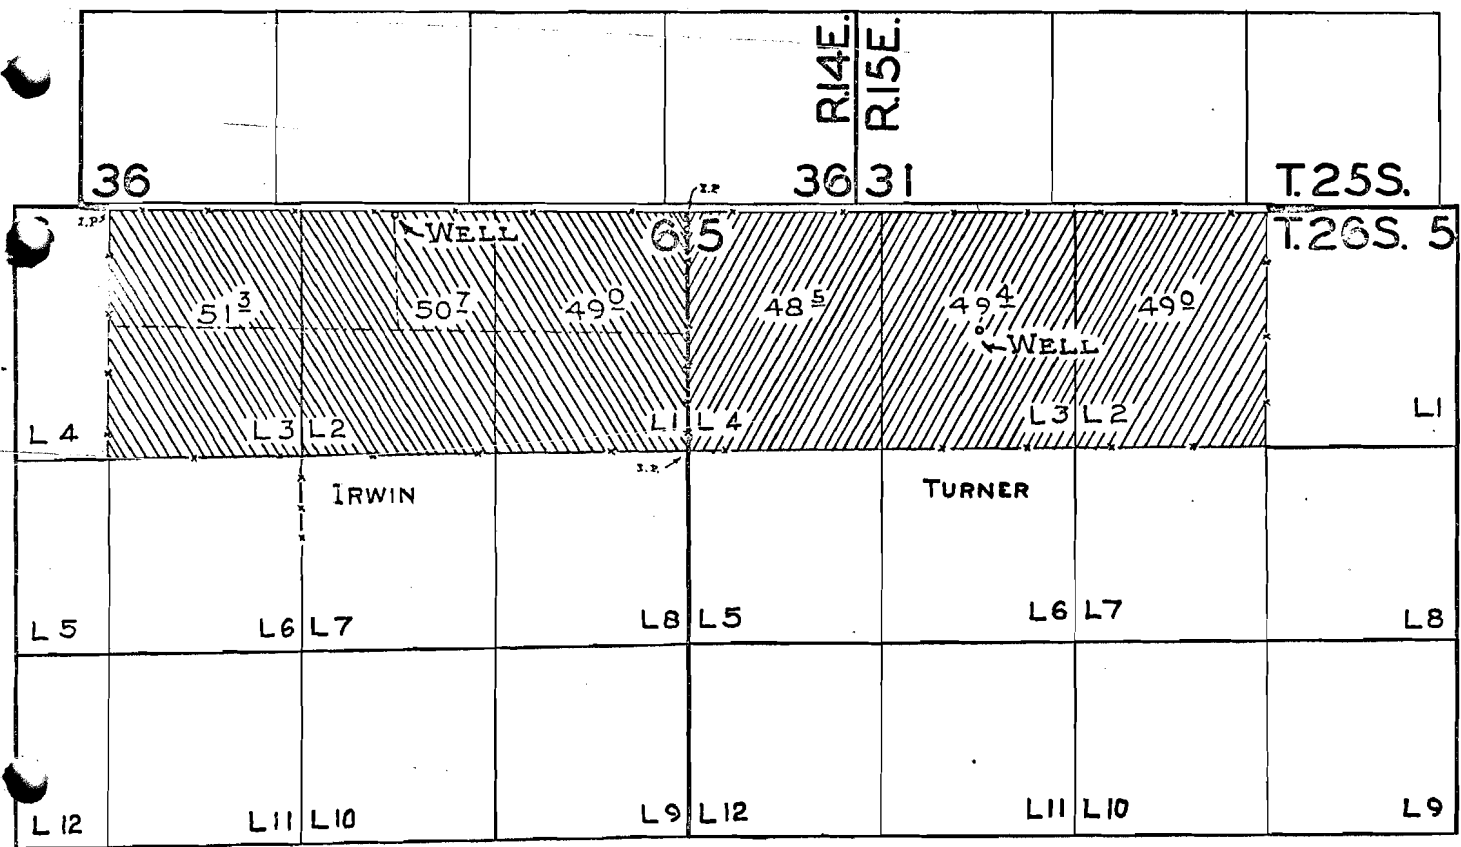 R.14E.
R.15E.
36
36 31
T.25S.
I.P.
I.P.
WELL
6 5
T.26S. 5
51 3
50 7
49 0
48 5
49 4
49 0
WELL
L 4
L 3 L 2
L 1 L 4
L 3 L 2
L 1
I.P.
IRWIN
TURNER
L 5
L 6 L 7
L 8 L 5
L 6 L 7
L 8
L 12
L 11 L 10
L 9 L 12
L 11 L 10
L 9